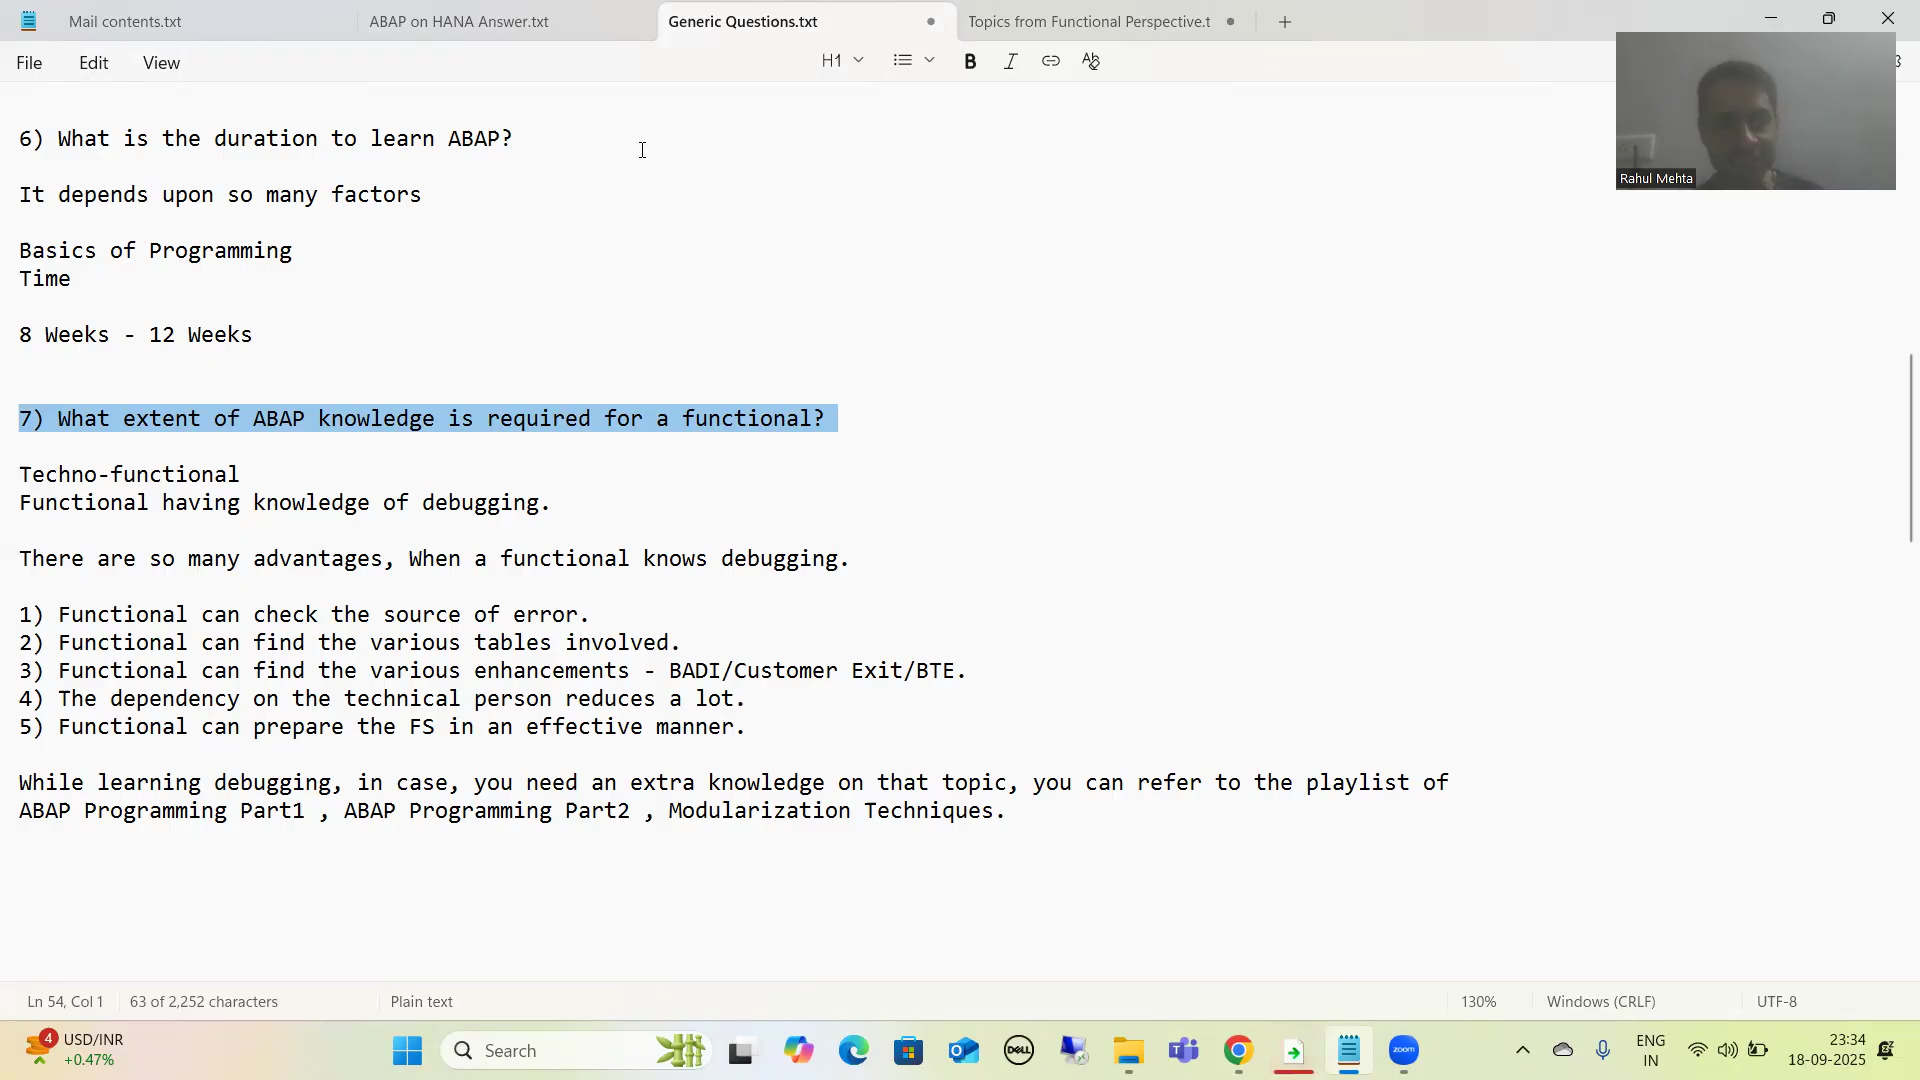 Mail contents.txt
ABAP on HANA Answer.txt
Generic Questions.txt
Topics from Functional Perspective.t
File
Edit
View
H1
Rahul Mehta
6) What is the duration to learn ABAP?
It depends upon so many factors
Basics of Programming
Time
8 Weeks - 12 Weeks
7) What extent of ABAP knowledge is required for a functional?
Techno-functional
Functional having knowledge of debugging.
There are so many advantages, When a functional knows debugging.
1) Functional can check the source of error.
2) Functional can find the various tables involved.
3) Functional can find the various enhancements - BADI/Customer Exit/BTE.
4) The dependency on the technical person reduces a lot.
5) Functional can prepare the FS in an effective manner.
While learning debugging, in case, you need an extra knowledge on that topic, you can refer to the playlist of
ABAP Programming Part1 , ABAP Programming Part2 , Modularization Techniques.
Ln 54, Col 1
63 of 2,252 characters
Plain text
130%
Windows (CRLF)
UTF-8
4
USD/INR
+0.47%
Search
DELL
zoom
ENG
IN
23:34
18-09-2025